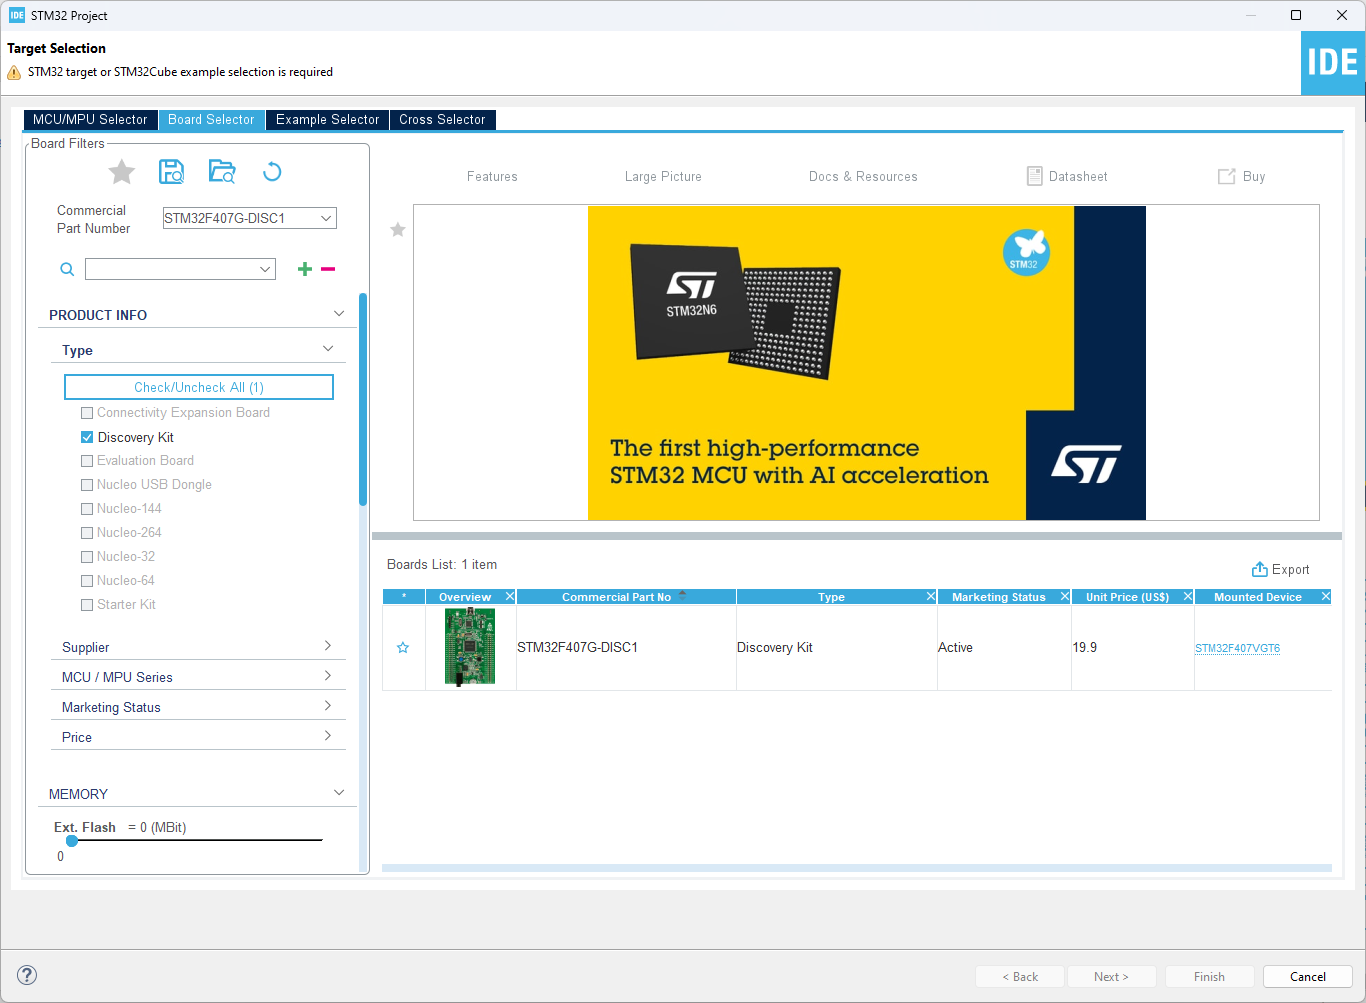 IDE STM32 Project
Target Selection
STM32 target or STM32Cube example selection is required
IDE
MCU/MPU Selector Board Selector Example Selector Cross Selector
Board Filters
Commercial
Part Number
STM32F407G-DISC1
PRODUCT INFO
Type
Check/Uncheck All (1)
Connectivity Expansion Board
Discovery Kit
Evaluation Board
Nucleo USB Dongle
Nucleo-144
Nucleo-264
Nucleo-32
Nucleo-64
Starter Kit
Supplier
MCU / MPU Series
Marketing Status
Price
MEMORY
Ext. Flash = 0 (MBit)
0
Features Large Picture Docs & Resources Datasheet Buy
STM32
ST
STM32N6
The first high-performance
STM32 MCU with AI acceleration
ST
Boards List: 1 item
Export
* Overview Commercial Part No Type Marketing Status Unit Price (US$) Mounted Device
STM32F407G-DISC1 Discovery Kit Active 19.9 STM32F407VGT6
? < Back Next > Finish Cancel